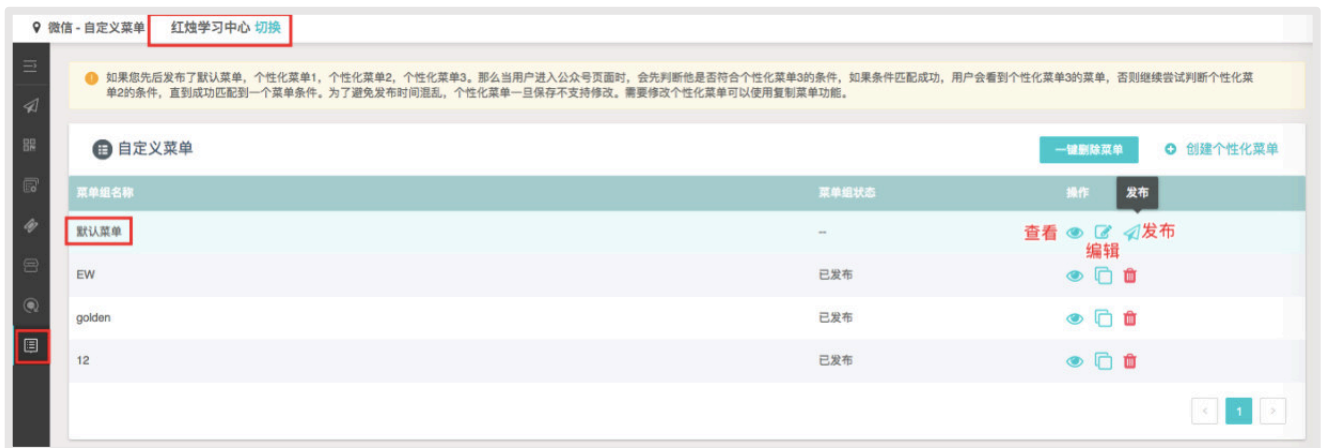 微信 - 自定义菜单 红烛学习中心 切换
如果您先后发布了默认菜单，个性化菜单1，个性化菜单2，个性化菜单3。那么当用户进入公众号页面时，会先判断他是否符合个性化菜单3的条件，如果条件匹配成功，用户会看到个性化菜单3的菜单，否则继续尝试判断个性化菜
单2的条件，直到成功匹配到一个菜单条件。为了避免发布时间混乱，个性化菜单一旦保存不支持修改。需要修改个性化菜单可以使用复制菜单功能。
自定义菜单 一键删除菜单 创建个性化菜单
菜单组名称 菜单组状态 操作 发布
默认菜单 -- 查看 发布
编辑
EW 已发布
golden 已发布
12 已发布
< 1 >